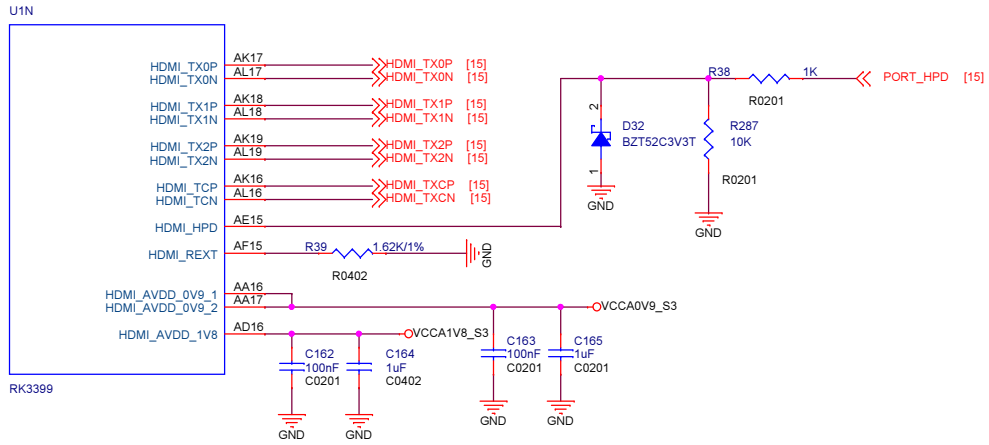 U1N
HDMI_TX0P AK17 HDMI_TX0P [15]
HDMI_TX0N AL17 HDMI_TX0N [15]
HDMI_TX1P AK18 HDMI_TX1P [15]
HDMI_TX1N AL18 HDMI_TX1N [15]
HDMI_TX2P AK19 HDMI_TX2P [15]
HDMI_TX2N AL19 HDMI_TX2N [15]
HDMI_TCP AK16 HDMI_TXCP [15]
HDMI_TCN AL16 HDMI_TXCN [15]
HDMI_HPD AE15
HDMI_REXT AF15 R39 1.62K/1%
R0402
GND
R38 1K PORT_HPD [15]
R0201
2
D32
BZT52C3V3T
1
GND
R287
10K
R0201
GND
HDMI_AVDD_0V9_1 AA16
HDMI_AVDD_0V9_2 AA17 VCCA0V9_S3
HDMI_AVDD_1V8 AD16 VCCA1V8_S3
C162
100nF
C0201
GND
C164
1uF
C0402
GND
C163
100nF
C0201
GND
C165
1uF
C0201
GND
RK3399